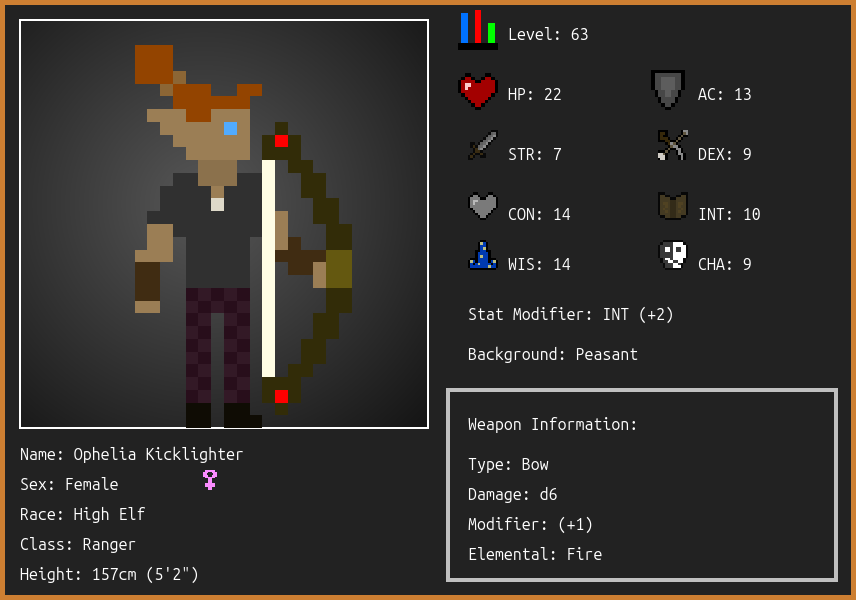 Level: 63
HP: 22
AC: 13
STR: 7
DEX: 9
CON: 14
INT: 10
WIS: 14
CHA: 9
Stat Modifier: INT (+2)
Background: Peasant
Weapon Information:
Type: Bow
Damage: d6
Modifier: (+1)
Elemental: Fire
Name: Ophelia Kicklighter
Sex: Female
Race: High Elf
Class: Ranger
Height: 157cm (5'2")